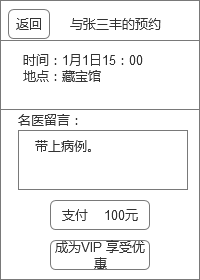 返回 与张三丰的预约
时间：1月1日15：00
地点：藏宝馆
名医留言：
带上病例。
支付 100元
成为VIP 享受优
惠